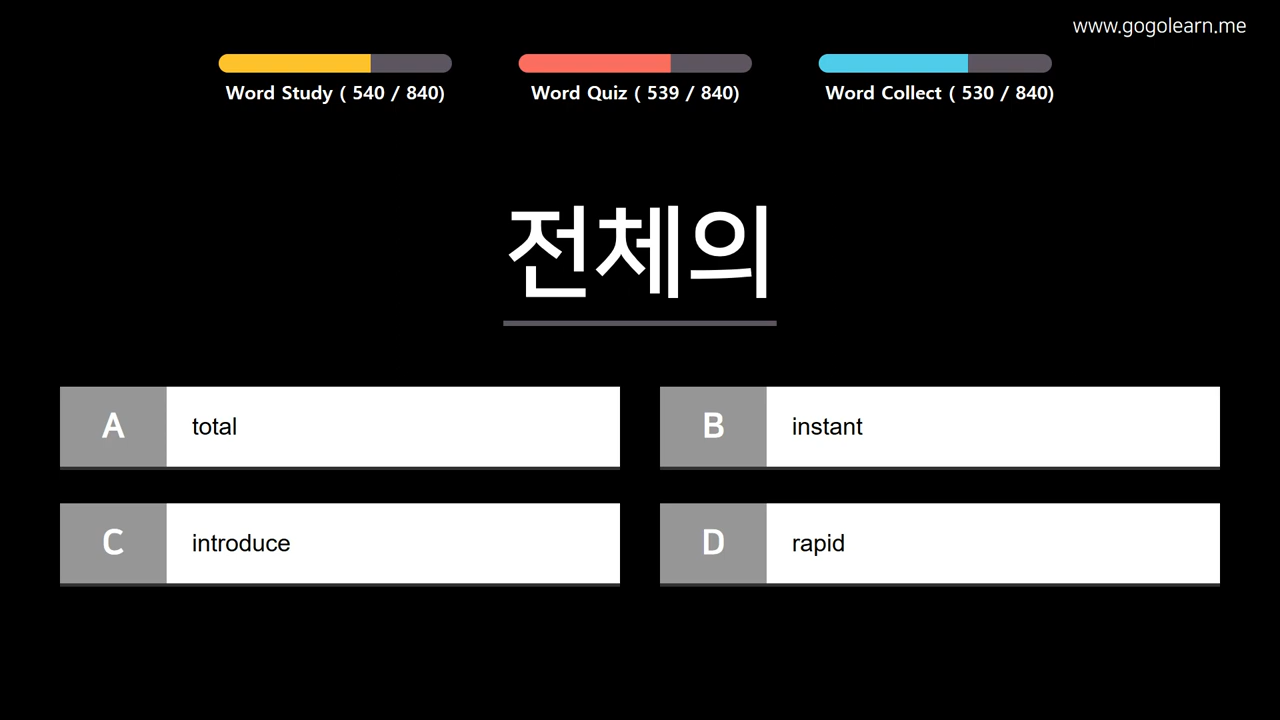 www.gogolearn.me
Word Study ( 540 / 840)
Word Quiz ( 539 / 840)
Word Collect ( 530 / 840)
전체의
A total
B instant
C introduce
D rapid